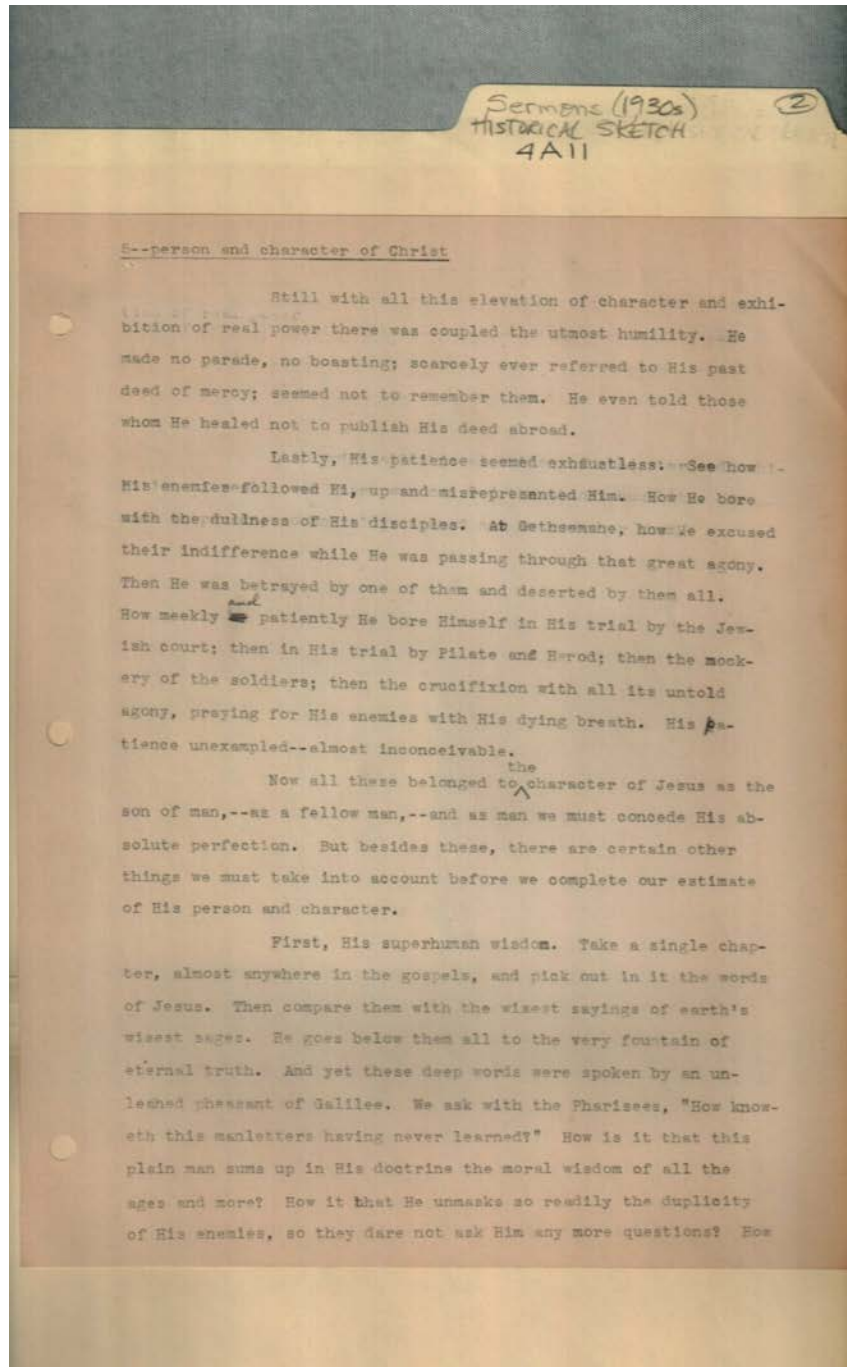 Sermons (1930s) ②
HISTORICAL SKETCH
4A11
5--person and character of Christ
Still with all this elevation of character and exhi-
bition of real power there was coupled the utmost humility. He
made no parade, no boasting; scarcely ever referred to His past
deed of mercy; seemed not to remember them. He even told those
whom He healed not to publish His deed abroad.
Lastly, His patience seemed exhaustless. See how
His enemies followed Hi, up and misrepresented Him. How He bore
with the dullness of His disciples. At Gethsemane, how He excused
their indifference while He was passing through that great agony.
Then He was betrayed by one of them and deserted by them all.
How meekly and patiently He bore Himself in His trial by the Jew-
ish court; then in His trial by Pilate and Herod; then the mock-
ery of the soldiers; then the crucifixion with all its untold
agony, praying for His enemies with His dying breath. His pa-
tience unexampled--almost inconceivable.
Now all these belonged to the character of Jesus as the
son of man,--as a fellow man,--and as man we must concede His ab-
solute perfection. But besides these, there are certain other
things we must take into account before we complete our estimate
of His person and character.
First, His superhuman wisdom. Take a single chap-
ter, almost anywhere in the gospels, and pick out in it the words
of Jesus. Then compare them with the wisest sayings of earth's
wisest sages. He goes below them all to the very fountain of
eternal truth. And yet these deep words were spoken by an un-
leahed pheasant of Galilee. We ask with the Pharisees, "How know-
eth this manletters having never learned?" How is it that this
plain man sums up in His doctrine the moral wisdom of all the
ages and more? How it that He unmasks so readily the duplicity
of His enemies, so they dare not ask Him any more questions? How